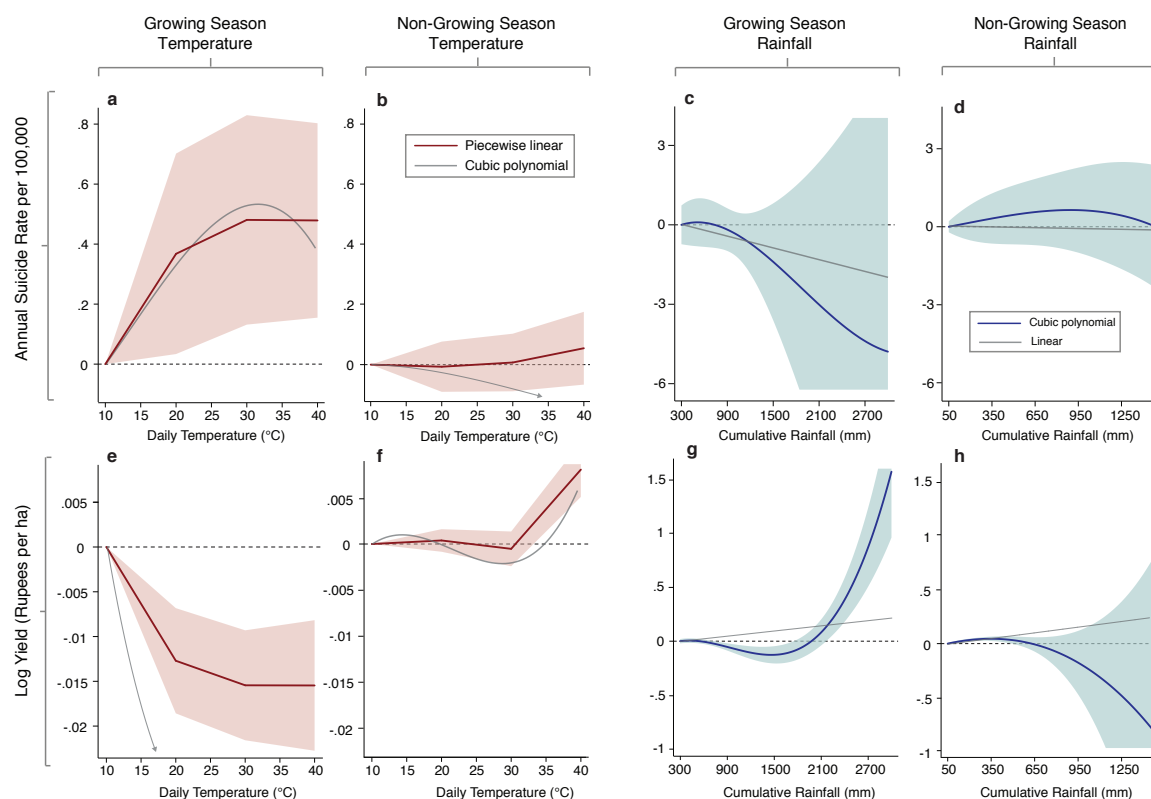 Growing Season
Temperature
Non-Growing Season
Temperature
Growing Season
Rainfall
Non-Growing Season
Rainfall
Annual Suicide Rate per 100,000
a
.8
.6
.4
.2
0
10 15 20 25 30 35 40
Daily Temperature (°C)
b
Piecewise linear
Cubic polynomial
.8
.6
.4
.2
0
10 15 20 25 30 35 40
Daily Temperature (°C)
c
3
0
-3
-6
300 900 1500 2100 2700
Cumulative Rainfall (mm)
d
3
0
-3
-6
Cubic polynomial
Linear
50 350 650 950 1250
Cumulative Rainfall (mm)
Log Yield (Rupees per ha)
e
.005
0
-.005
-.01
-.015
-.02
10 15 20 25 30 35 40
Daily Temperature (°C)
f
.005
0
-.005
-.01
-.015
-.02
10 15 20 25 30 35 40
Daily Temperature (°C)
g
1.5
1
.5
0
-.5
-1
300 900 1500 2100 2700
Cumulative Rainfall (mm)
h
1.5
1
.5
0
-.5
-1
50 350 650 950 1250
Cumulative Rainfall (mm)